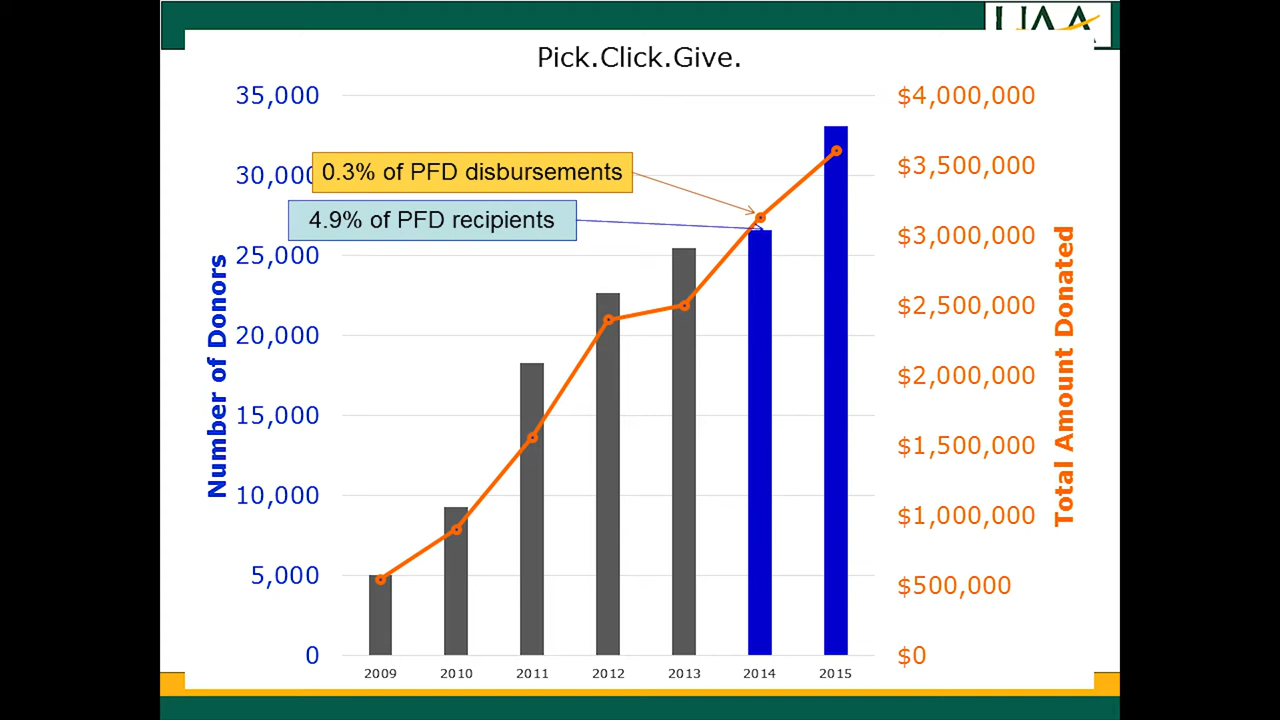 UAA
Pick.Click.Give.
35,000
30,000
25,000
20,000
15,000
10,000
5,000
0
Number of Donors
0.3% of PFD disbursements
4.9% of PFD recipients
$4,000,000
$3,500,000
$3,000,000
$2,500,000
$2,000,000
$1,500,000
$1,000,000
$500,000
$0
Total Amount Donated
2009 2010 2011 2012 2013 2014 2015